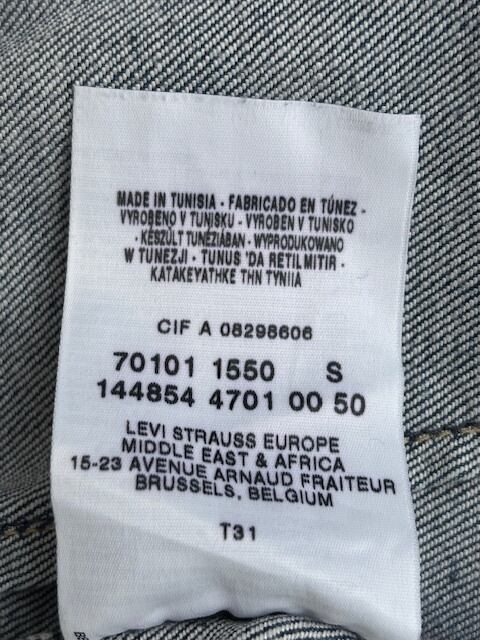 MADE IN TUNISIA - FABRICADO EN TÚNEZ -
VYROBENO V TUNISKU - VYROBEN V TUNISKO
- KÉSZÜLT TUNÉZIÁBAN - WYPRODUKOWANO
W TUNEZJI - TUNUS 'DA RETILMITIR -
KATAKEYATHKE THN TYNIIA
CIF A 08298606
70101 1550 S
144854 4701 00 50
LEVI STRAUSS EUROPE
MIDDLE EAST & AFRICA
15-23 AVENUE ARNAUD FRAITEUR
BRUSSELS, BELGIUM
T31